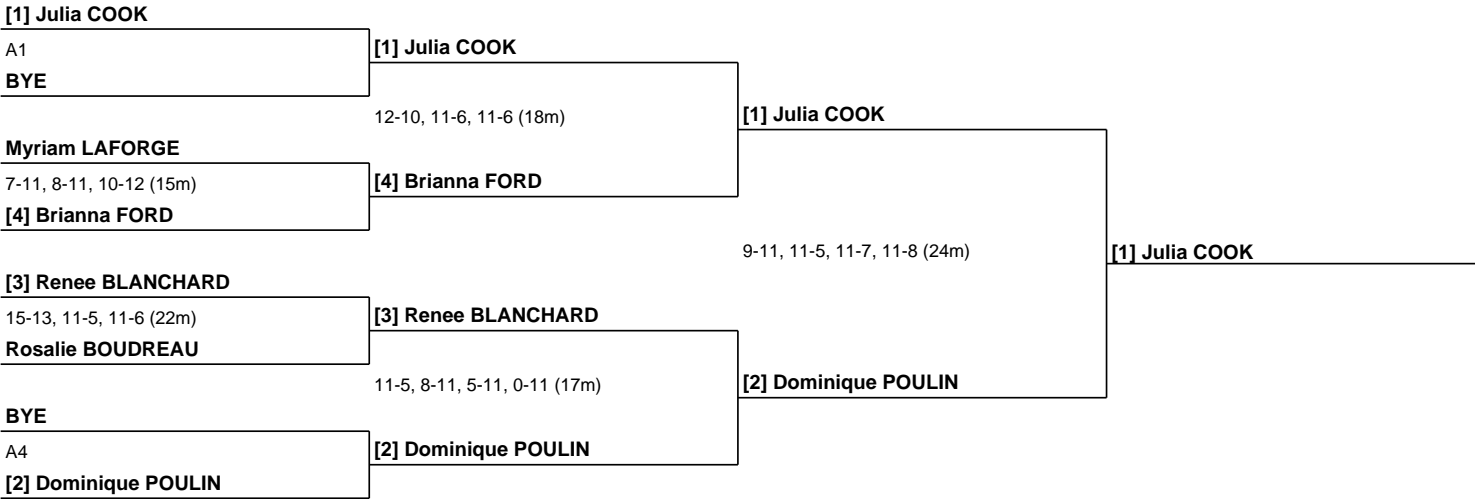 [1] Julia COOK
A1
BYE
Myriam LAFORGE
7-11, 8-11, 10-12 (15m)
[4] Brianna FORD
[3] Renee BLANCHARD
15-13, 11-5, 11-6 (22m)
Rosalie BOUDREAU
BYE
A4
[2] Dominique POULIN
[1] Julia COOK
12-10, 11-6, 11-6 (18m)
[4] Brianna FORD
[3] Renee BLANCHARD
11-5, 8-11, 5-11, 0-11 (17m)
[2] Dominique POULIN
[1] Julia COOK
9-11, 11-5, 11-7, 11-8 (24m)
[2] Dominique POULIN
[1] Julia COOK